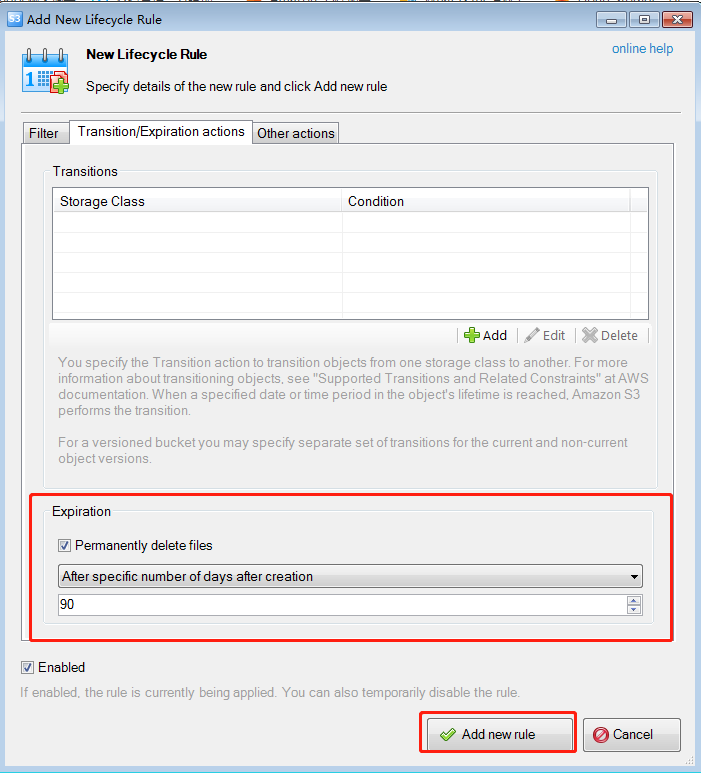 S3 Add New Lifecycle Rule
New Lifecycle Rule
online help
Specify details of the new rule and click Add new rule
Filter Transition/Expiration actions Other actions
Transitions
Storage Class Condition
Add Edit Delete
You specify the Transition action to transition objects from one storage class to another. For more
information about transitioning objects, see "Supported Transitions and Related Constraints" at AWS
documentation. When a specified date or time period in the object's lifetime is reached, Amazon S3
performs the transition.
For a versioned bucket you may specify separate set of transitions for the current and non-current
object versions.
Expiration
Permanently delete files
After specific number of days after creation
90
Enabled
If enabled, the rule is currently being applied. You can also temporarily disable the rule.
Add new rule Cancel